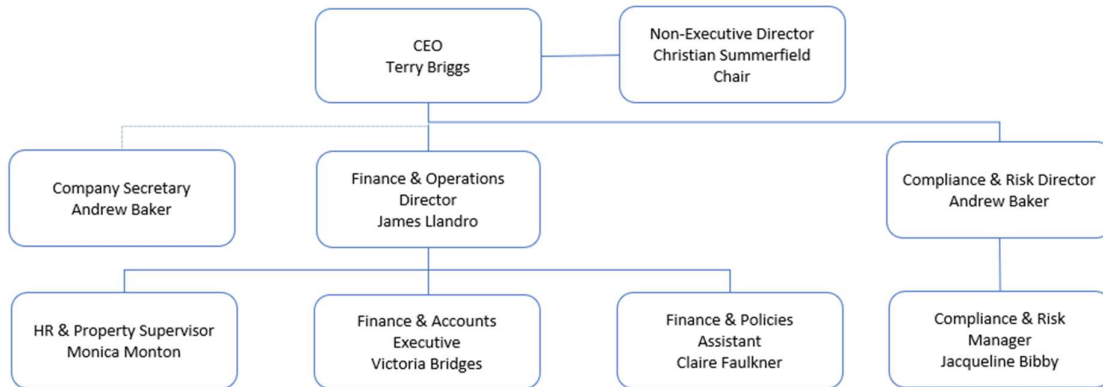 CEO
Terry Briggs
Non-Executive Director
Christian Summerfield
Chair
Company Secretary
Andrew Baker
Finance & Operations
Director
James Llandro
Compliance & Risk Director
Andrew Baker
HR & Property Supervisor
Monica Monton
Finance & Accounts
Executive
Victoria Bridges
Finance & Policies
Assistant
Claire Faulkner
Compliance & Risk
Manager
Jacqueline Bibby